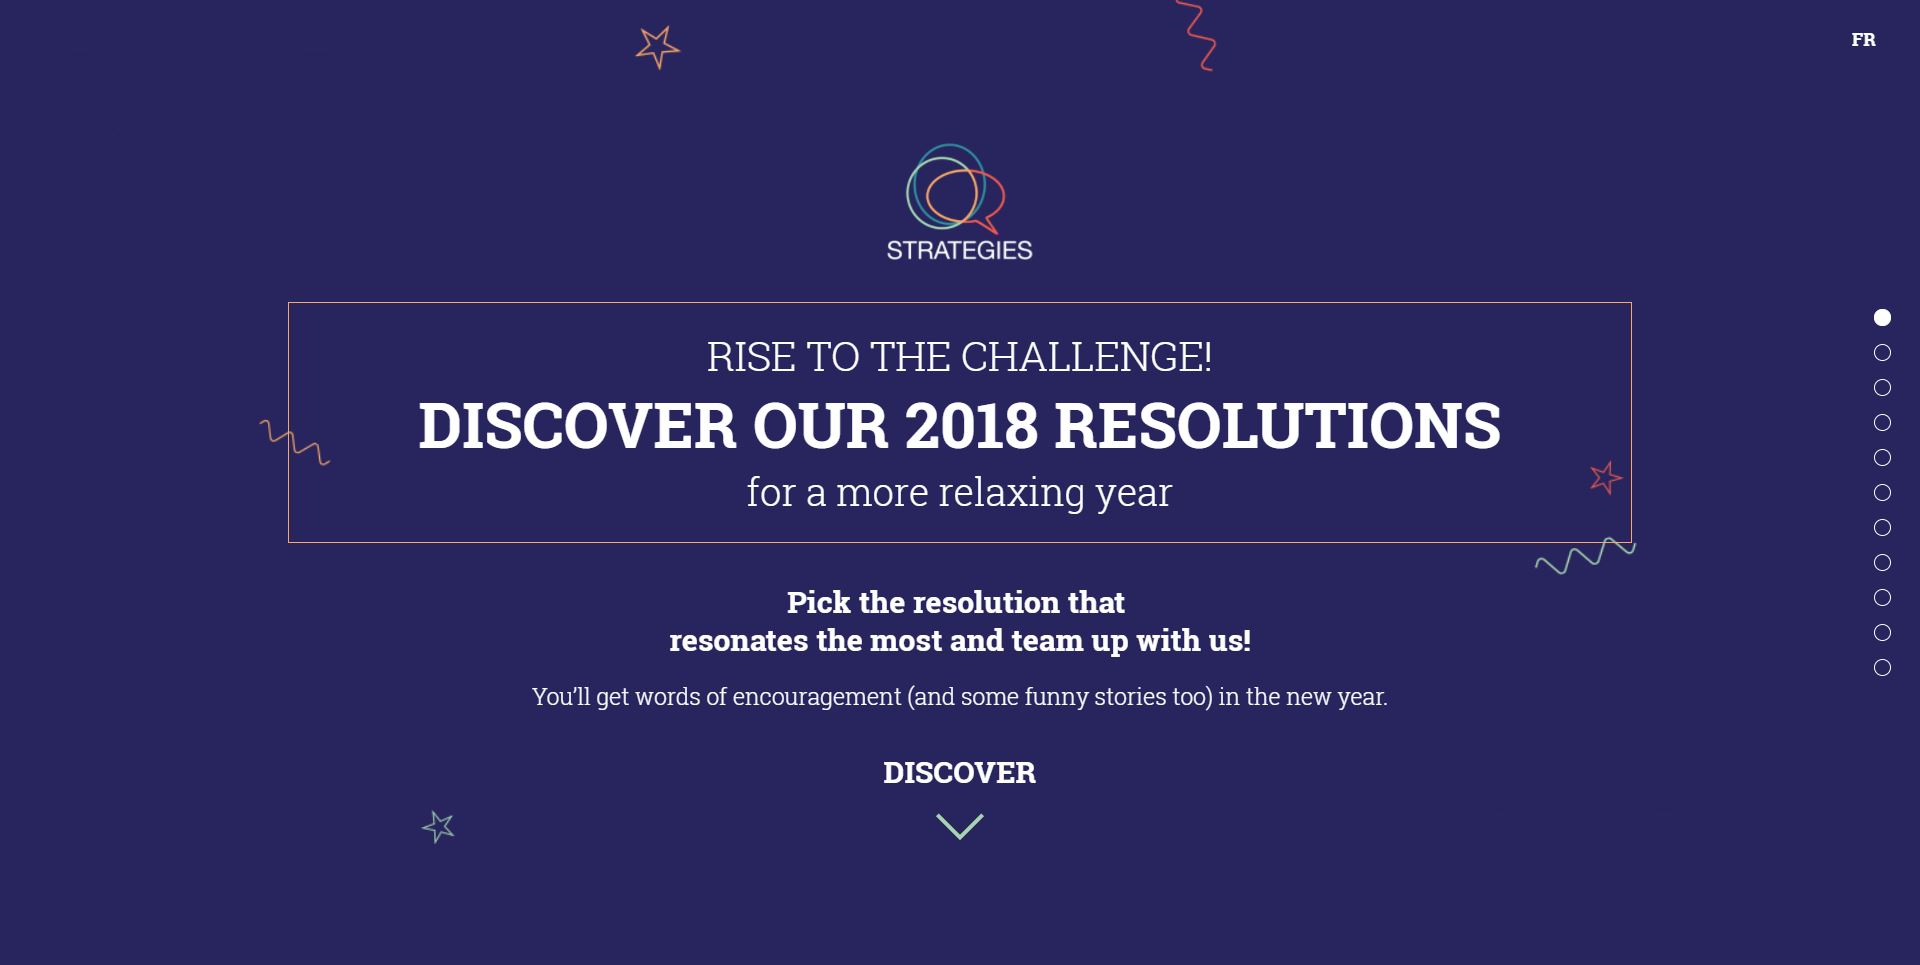 FR
STRATEGIES
RISE TO THE CHALLENGE!
DISCOVER OUR 2018 RESOLUTIONS
for a more relaxing year
Pick the resolution that
resonates the most and team up with us!
You’ll get words of encouragement (and some funny stories too) in the new year.
DISCOVER